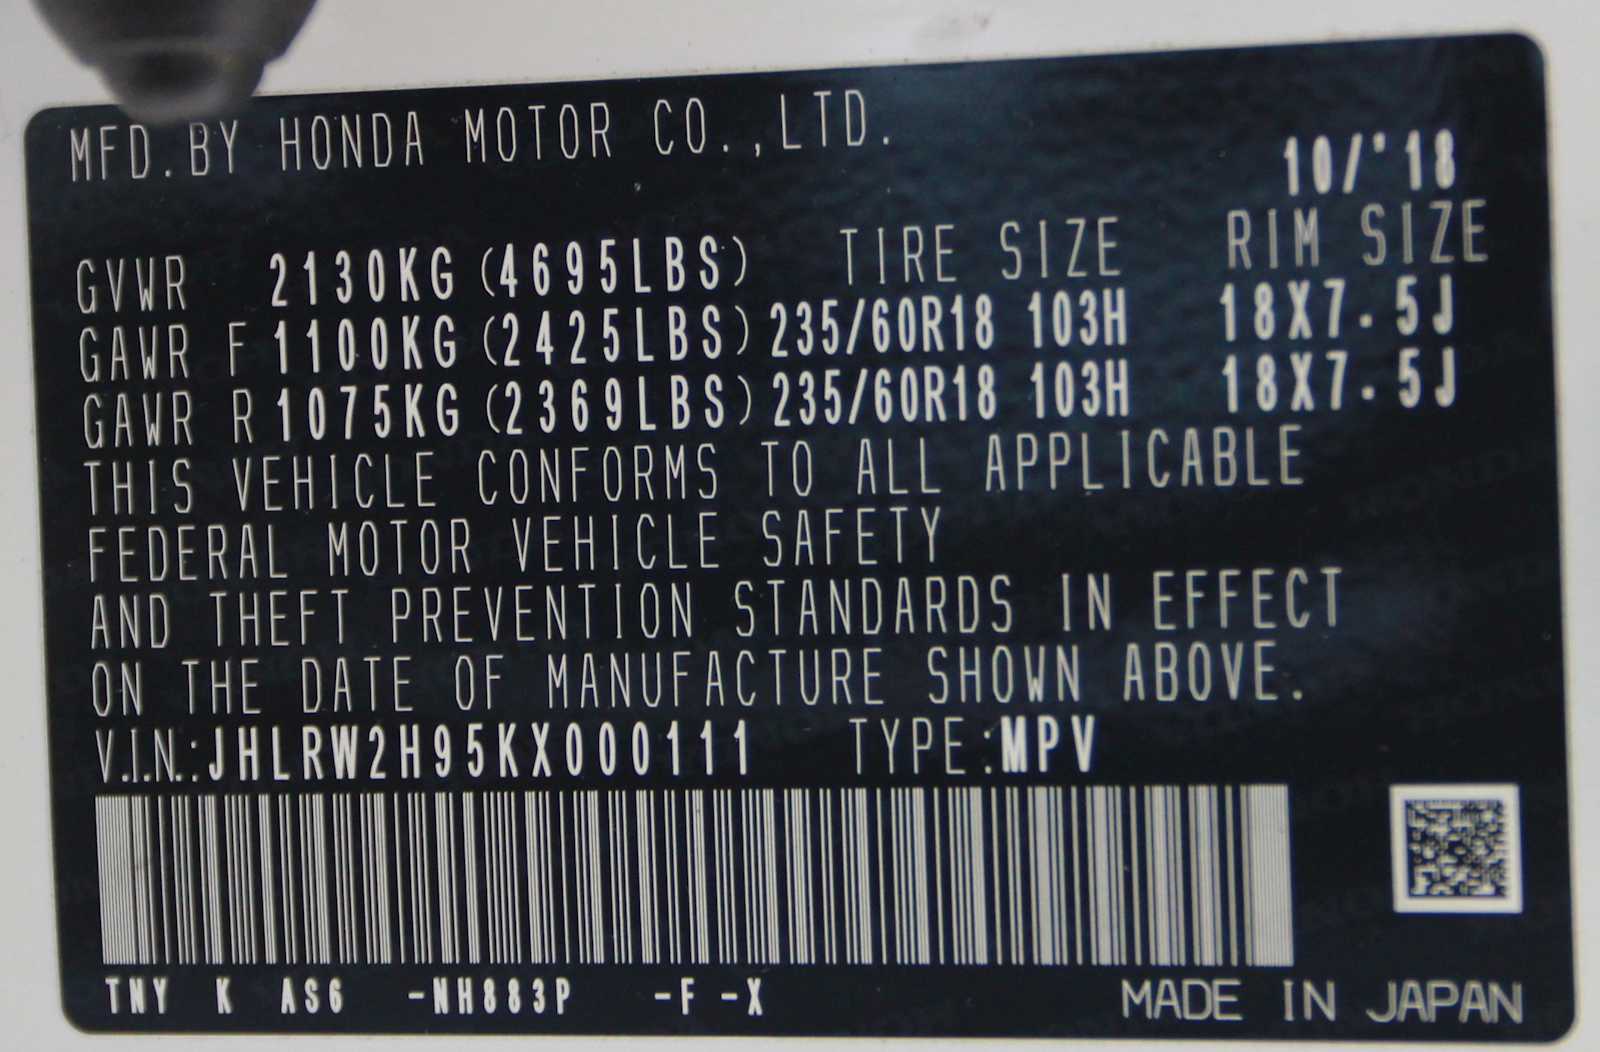 MFD.BY HONDA MOTOR CO.,LTD.
10/'18
GVWR 2130KG (4695LBS) TIRE SIZE RIM SIZE
GAWR F 1100KG (2425LBS) 235/60R18 103H 18X7.5J
GAWR R 1075KG (2369LBS) 235/60R18 103H 18X7.5J
THIS VEHICLE CONFORMS TO ALL APPLICABLE
FEDERAL MOTOR VEHICLE SAFETY
AND THEFT PREVENTION STANDARDS IN EFFECT
ON THE DATE OF MANUFACTURE SHOWN ABOVE.
V.I.N.:JHLRW2H95KX000111 TYPE:MPV
TNY K AS6 -NH883P -F -X MADE IN JAPAN